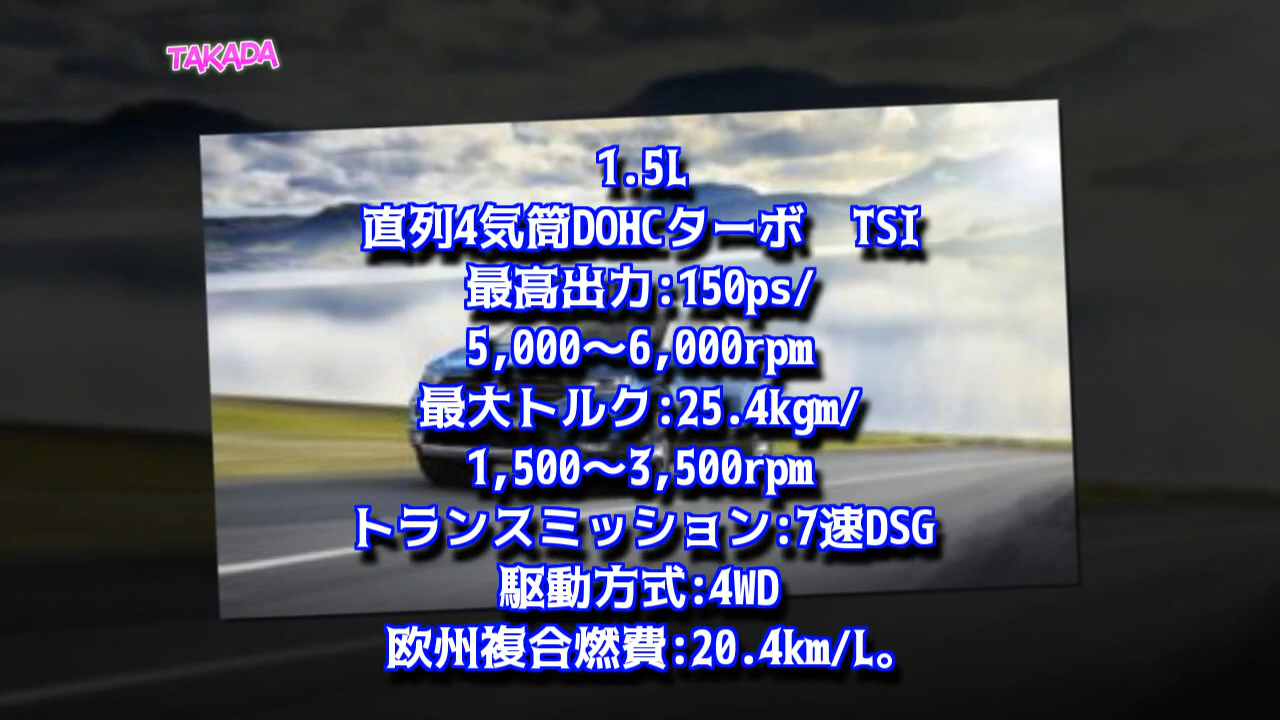 TAKADA
1.5L
直列4気筒DOHCターボ　TSI
最高出力:150ps/
5,000〜6,000rpm
最大トルク:25.4kgm/
1,500〜3,500rpm
トランスミッション:7速DSG
駆動方式:4WD
欧州複合燃費:20.4km/L。